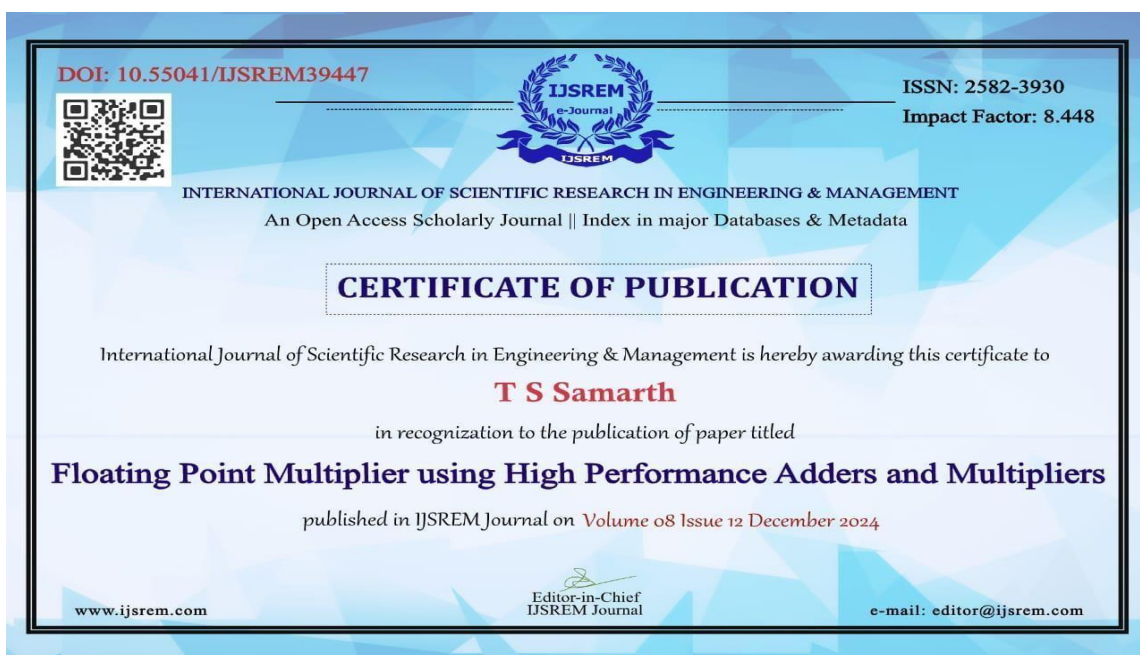 DOI: 10.55041/IJSREM39447
IJSREM
e-Journal
IJSREM
ISSN: 2582-3930
Impact Factor: 8.448
INTERNATIONAL JOURNAL OF SCIENTIFIC RESEARCH IN ENGINEERING & MANAGEMENT
An Open Access Scholarly Journal || Index in major Databases & Metadata
CERTIFICATE OF PUBLICATION
International Journal of Scientific Research in Engineering & Management is hereby awarding this certificate to
T S Samarth
in recognization to the publication of paper titled
Floating Point Multiplier using High Performance Adders and Multipliers
published in IJSREM Journal on Volume 08 Issue 12 December 2024
www.ijsrem.com
Editor-in-Chief
IJSREM Journal
e-mail: editor@ijsrem.com